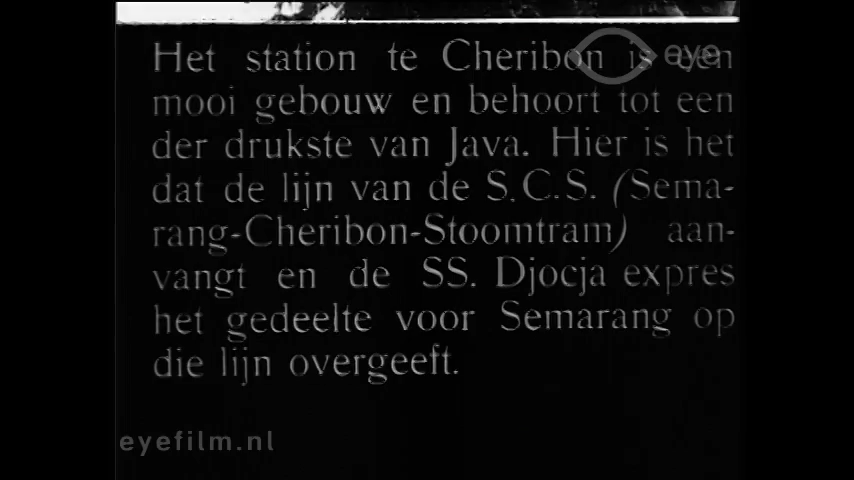 Het station te Cheribon is een
eye
mooi gebouw en behoort tot een
der drukste van Java. Hier is het
dat de lijn van de S.C.S. (Sema-
rang-Cheribon-Stoomtram) aan-
vangt en de SS. Djocja expres
het gedeelte voor Semarang op
die lijn overgeeft.
eyefilm.nl